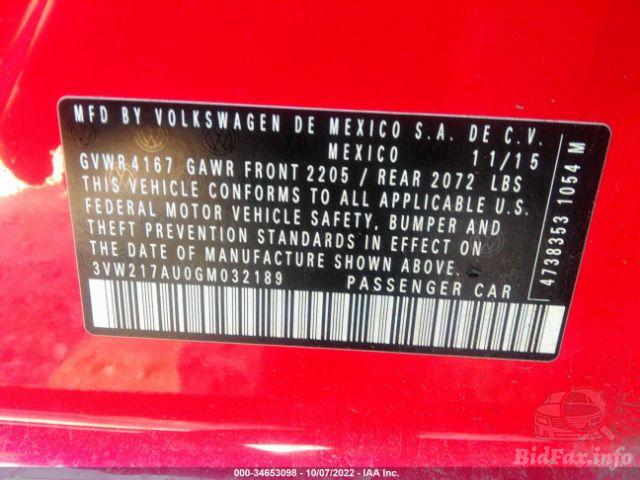 MFD BY VOLKSWAGEN DE MEXICO S.A. DE C.V.
MEXICO 11/15
GVWR 4167 GAWR FRONT 2205 / REAR 2072 LBS
THIS VEHICLE CONFORMS TO ALL APPLICABLE U.S.
FEDERAL MOTOR VEHICLE SAFETY, BUMPER AND
THEFT PREVENTION STANDARDS IN EFFECT ON
THE DATE OF MANUFACTURE SHOWN ABOVE.
3VW217AU0GM032189 PASSENGER CAR
4738353 1054 M
BidFax.info
000-34653098 - 10/07/2022 - IAA Inc.